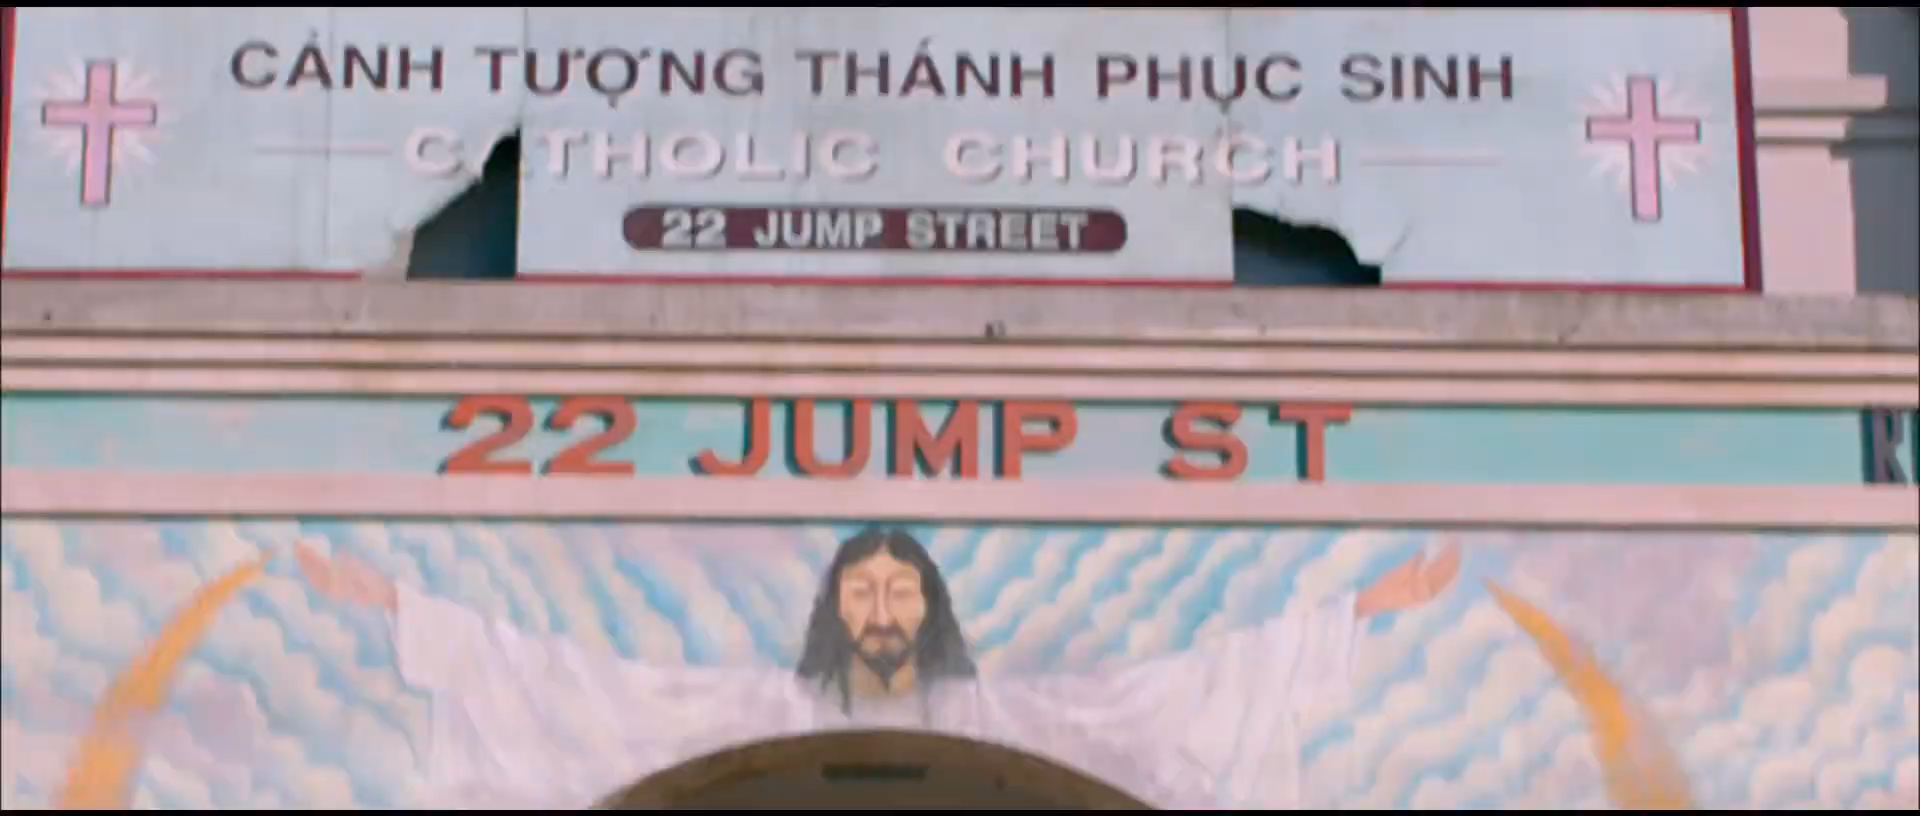 CẢNH TƯỢNG THÁNH PHỤC SINH
CATHOLIC CHURCH
22 JUMP STREET
22 JUMP ST